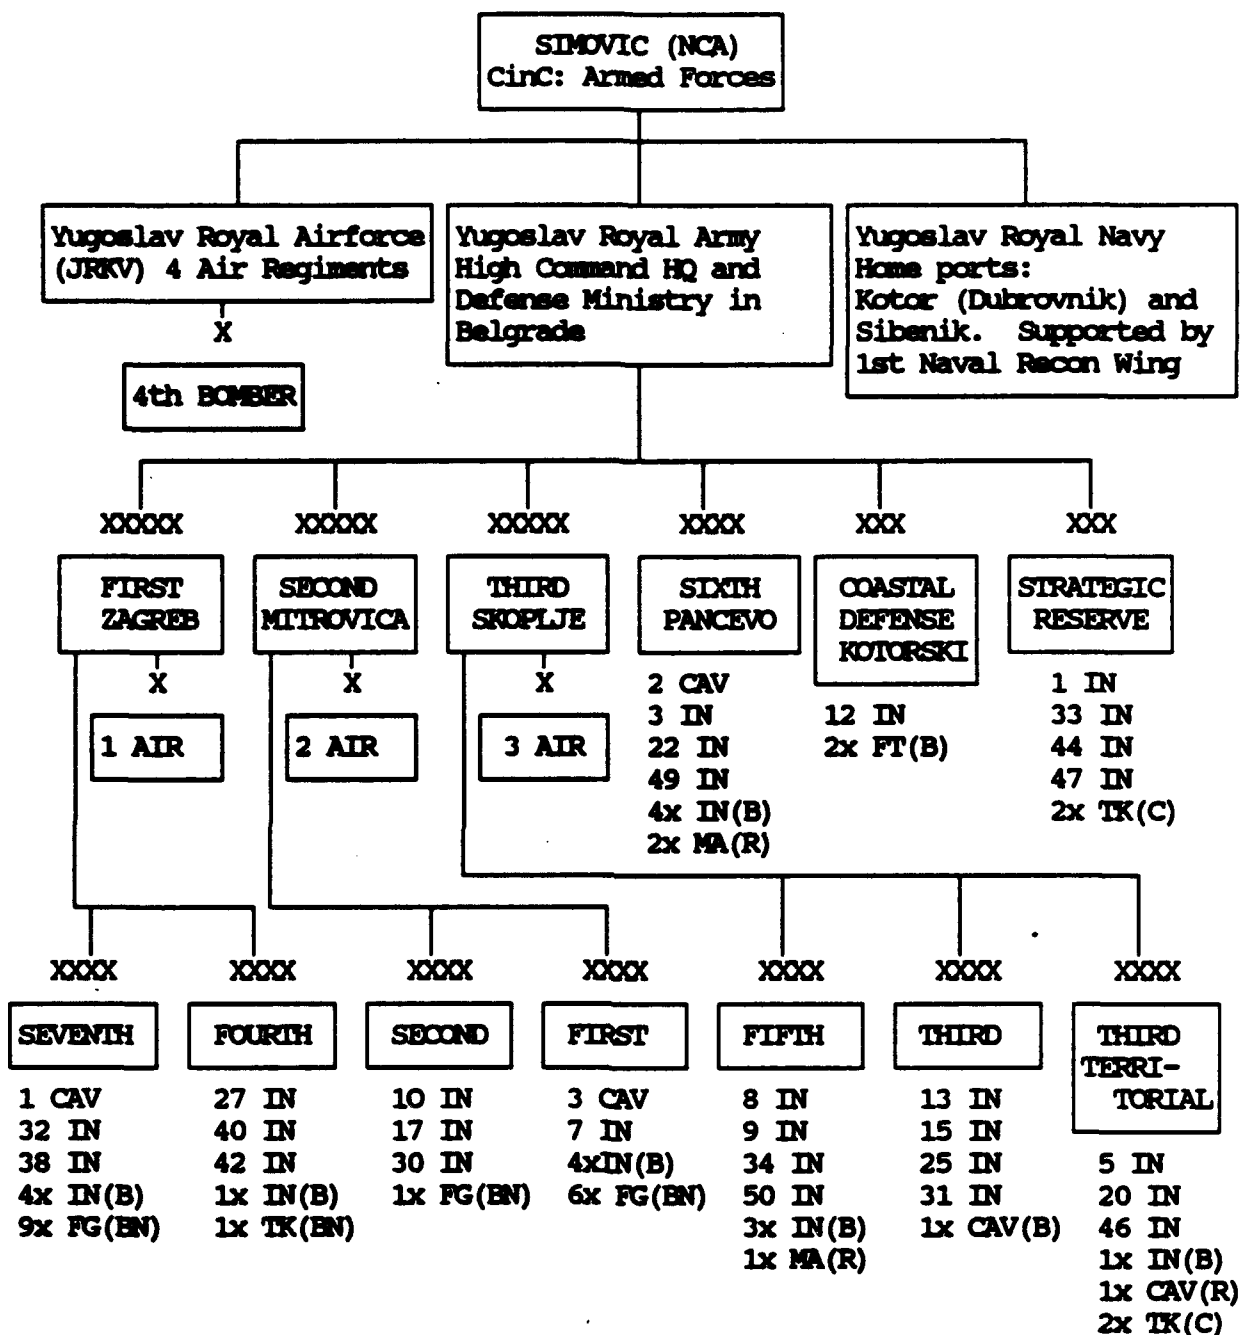 SIMOVIC (NCA)
CinC: Armed Forces
Yugoslav Royal Airforce
(JRKV) 4 Air Regiments
X
4th BOMBER
Yugoslav Royal Army
High Command HQ and
Defense Ministry in
Belgrade
Yugoslav Royal Navy
Home ports:
Kotor (Dubrovnik) and
Sibenik. Supported by
1st Naval Recon Wing
XXXXX
FIRST
ZAGREB
X
1 AIR
XXXXX
SECOND
MITROVICA
X
2 AIR
XXXXX
THIRD
SKOPLJE
X
3 AIR
XXXX
SIXTH
PANCEVO
2 CAV
3 IN
22 IN
49 IN
4x IN(B)
2x MA(R)
XXX
COASTAL
DEFENSE
KOTORSKI
12 IN
2x FT(B)
XXX
STRATEGIC
RESERVE
1 IN
33 IN
44 IN
47 IN
2x TK(C)
XXXX
SEVENTH
1 CAV
32 IN
38 IN
4x IN(B)
9x FG(BN)
XXXX
FOURTH
27 IN
40 IN
42 IN
1x IN(B)
1x TK(BN)
XXXX
SECOND
10 IN
17 IN
30 IN
1x FG(BN)
XXXX
FIRST
3 CAV
7 IN
4xIN(B)
6x FG(BN)
XXXX
FIFTH
8 IN
9 IN
34 IN
50 IN
3x IN(B)
1x MA(R)
XXXX
THIRD
13 IN
15 IN
25 IN
31 IN
1x CAV(B)
XXXX
THIRD
TERRI-
TORIAL
5 IN
20 IN
46 IN
1x IN(B)
1x CAV(R)
2x TK(C)